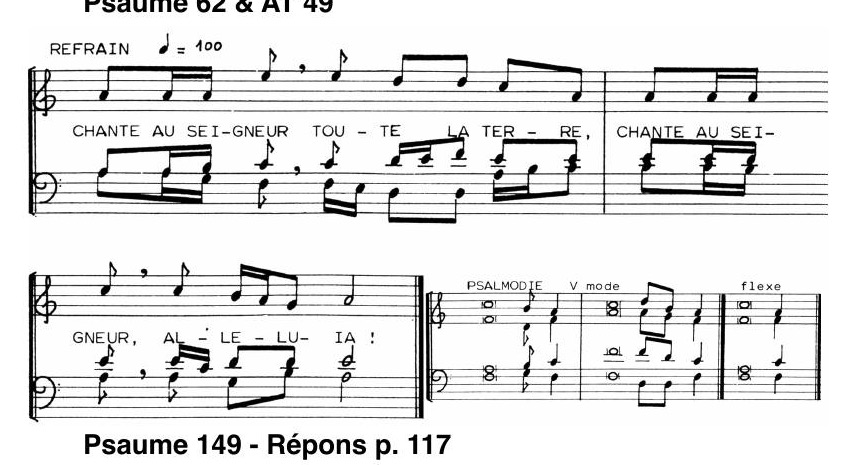 Psaume 62 & AT 49
REFRAIN ♩ = 100
CHANTE AU SEI-GNEUR TOU - TE LA TER - RE, CHANTE AU SEI-
GNEUR, AL - LE - LU- IA !
PSALMODIE V mode flexe
Psaume 149 - Répons p. 117